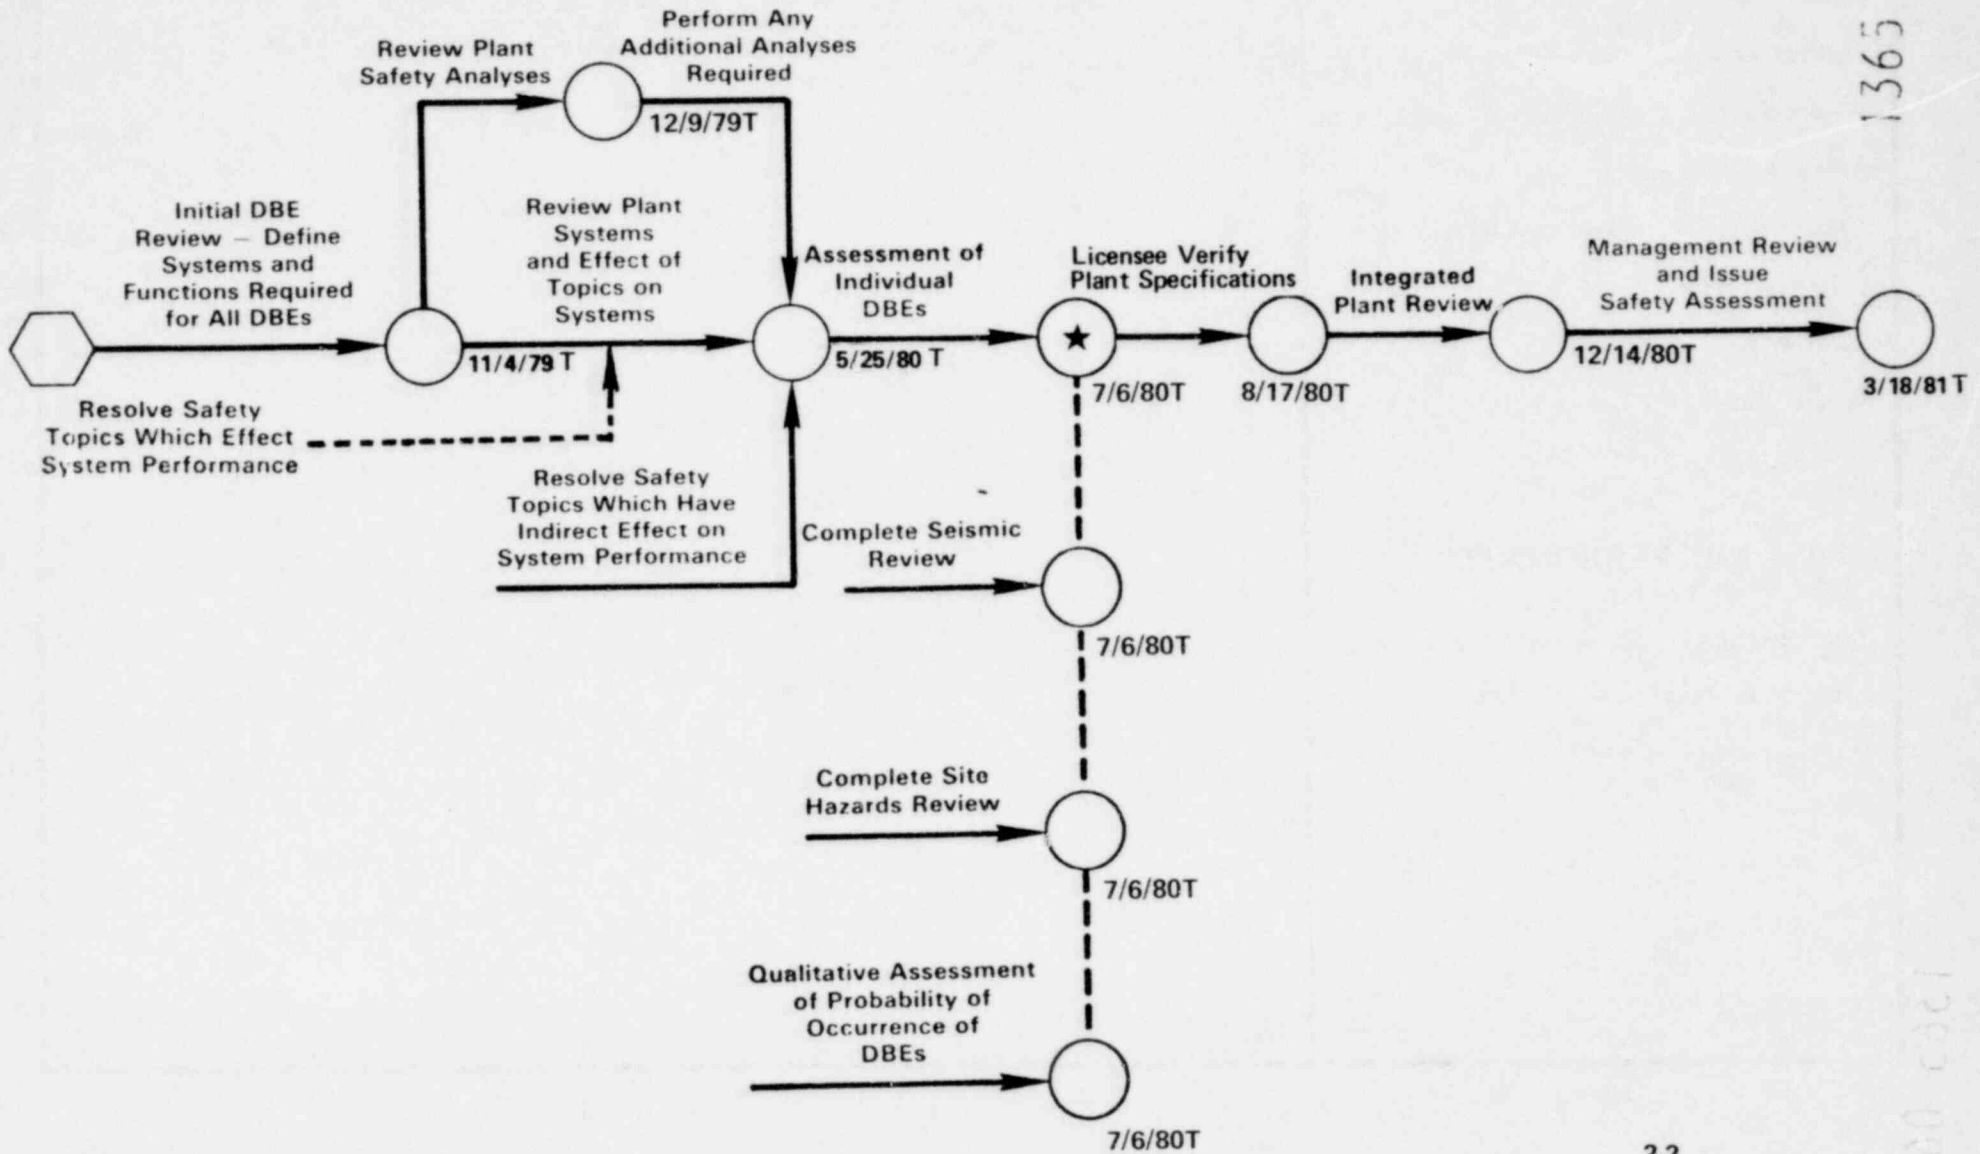 Perform Any
Additional Analyses
Required
Review Plant
Safety Analyses
12/9/79T
1365
Initial DBE
Review – Define
Systems and
Functions Required
for All DBEs
Review Plant
Systems
and Effect of
Topics on
Systems
11/4/79 T
Assessment of
Individual
DBEs
5/25/80 T
Licensee Verify
Plant Specifications
7/6/80T
8/17/80T
Integrated
Plant Review
12/14/80T
Management Review
and Issue
Safety Assessment
3/18/81 T
Resolve Safety
Topics Which Effect
System Performance
Resolve Safety
Topics Which Have
Indirect Effect on
System Performance
Complete Seismic
Review
7/6/80T
Complete Site
Hazards Review
7/6/80T
Qualitative Assessment
of Probability of
Occurrence of
DBEs
7/6/80T